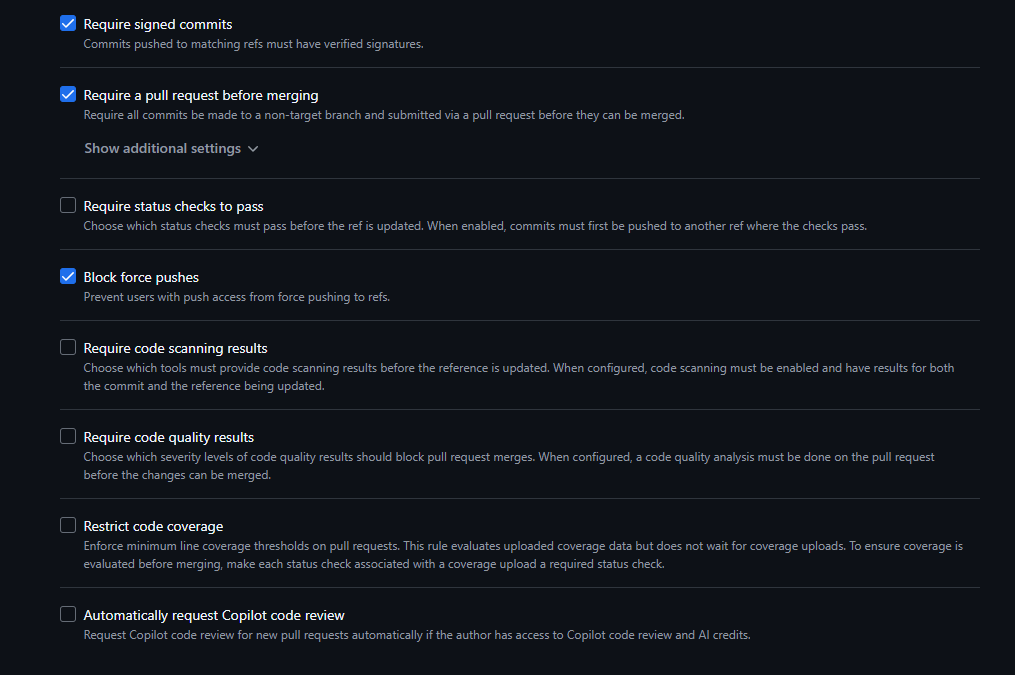 Require signed commits
Commits pushed to matching refs must have verified signatures.
Require a pull request before merging
Require all commits be made to a non-target branch and submitted via a pull request before they can be merged.
Show additional settings
Require status checks to pass
Choose which status checks must pass before the ref is updated. When enabled, commits must first be pushed to another ref where the checks pass.
Block force pushes
Prevent users with push access from force pushing to refs.
Require code scanning results
Choose which tools must provide code scanning results before the reference is updated. When configured, code scanning must be enabled and have results for both
the commit and the reference being updated.
Require code quality results
Choose which severity levels of code quality results should block pull request merges. When configured, a code quality analysis must be done on the pull request
before the changes can be merged.
Restrict code coverage
Enforce minimum line coverage thresholds on pull requests. This rule evaluates uploaded coverage data but does not wait for coverage uploads. To ensure coverage is
evaluated before merging, make each status check associated with a coverage upload a required status check.
Automatically request Copilot code review
Request Copilot code review for new pull requests automatically if the author has access to Copilot code review and AI credits.